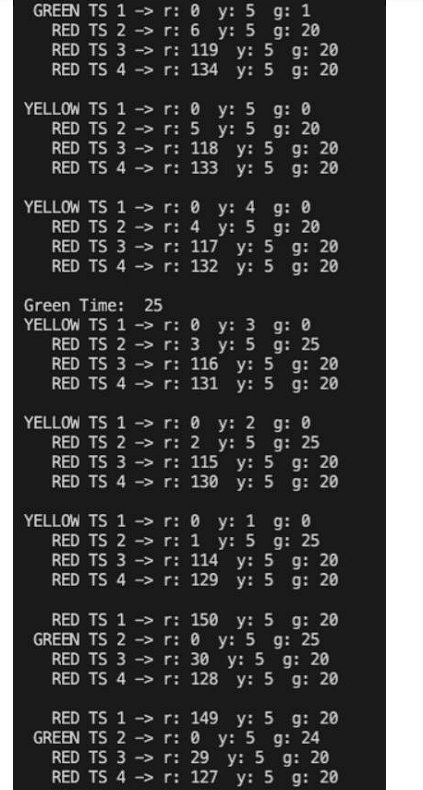 GREEN TS 1 -> r: 0 y: 5 g: 1
RED TS 2 -> r: 6 y: 5 g: 20
RED TS 3 -> r: 119 y: 5 g: 20
RED TS 4 -> r: 134 y: 5 g: 20
YELLOW TS 1 -> r: 0 y: 5 g: 0
RED TS 2 -> r: 5 y: 5 g: 20
RED TS 3 -> r: 118 y: 5 g: 20
RED TS 4 -> r: 133 y: 5 g: 20
YELLOW TS 1 -> r: 0 y: 4 g: 0
RED TS 2 -> r: 4 y: 5 g: 20
RED TS 3 -> r: 117 y: 5 g: 20
RED TS 4 -> r: 132 y: 5 g: 20
Green Time: 25
YELLOW TS 1 -> r: 0 y: 3 g: 0
RED TS 2 -> r: 3 y: 5 g: 25
RED TS 3 -> r: 116 y: 5 g: 20
RED TS 4 -> r: 131 y: 5 g: 20
YELLOW TS 1 -> r: 0 y: 2 g: 0
RED TS 2 -> r: 2 y: 5 g: 25
RED TS 3 -> r: 115 y: 5 g: 20
RED TS 4 -> r: 130 y: 5 g: 20
YELLOW TS 1 -> r: 0 y: 1 g: 0
RED TS 2 -> r: 1 y: 5 g: 25
RED TS 3 -> r: 114 y: 5 g: 20
RED TS 4 -> r: 129 y: 5 g: 20
RED TS 1 -> r: 150 y: 5 g: 20
GREEN TS 2 -> r: 0 y: 5 g: 25
RED TS 3 -> r: 30 y: 5 g: 20
RED TS 4 -> r: 128 y: 5 g: 20
RED TS 1 -> r: 149 y: 5 g: 20
GREEN TS 2 -> r: 0 y: 5 g: 24
RED TS 3 -> r: 29 y: 5 g: 20
RED TS 4 -> r: 127 y: 5 g: 20